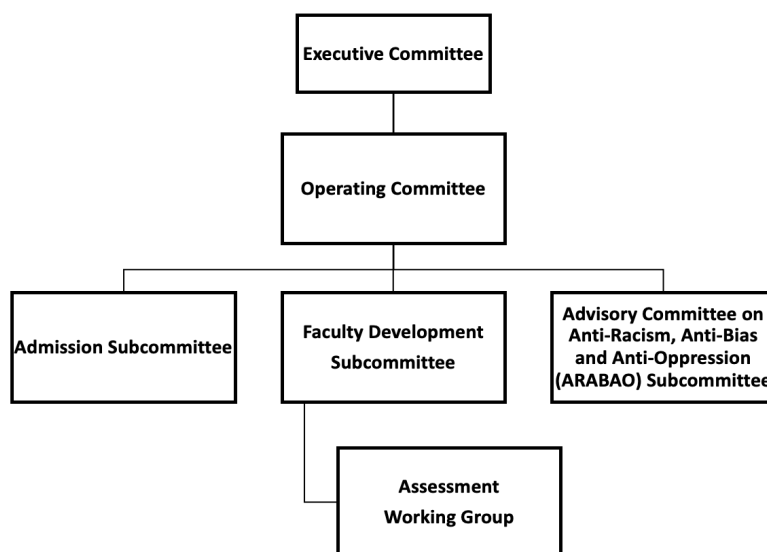 Executive Committee
Operating Committee
Admission Subcommittee
Faculty Development
Subcommittee
Advisory Committee on
Anti-Racism, Anti-Bias
and Anti-Oppression
(ARABAO) Subcommittee
Assessment
Working Group